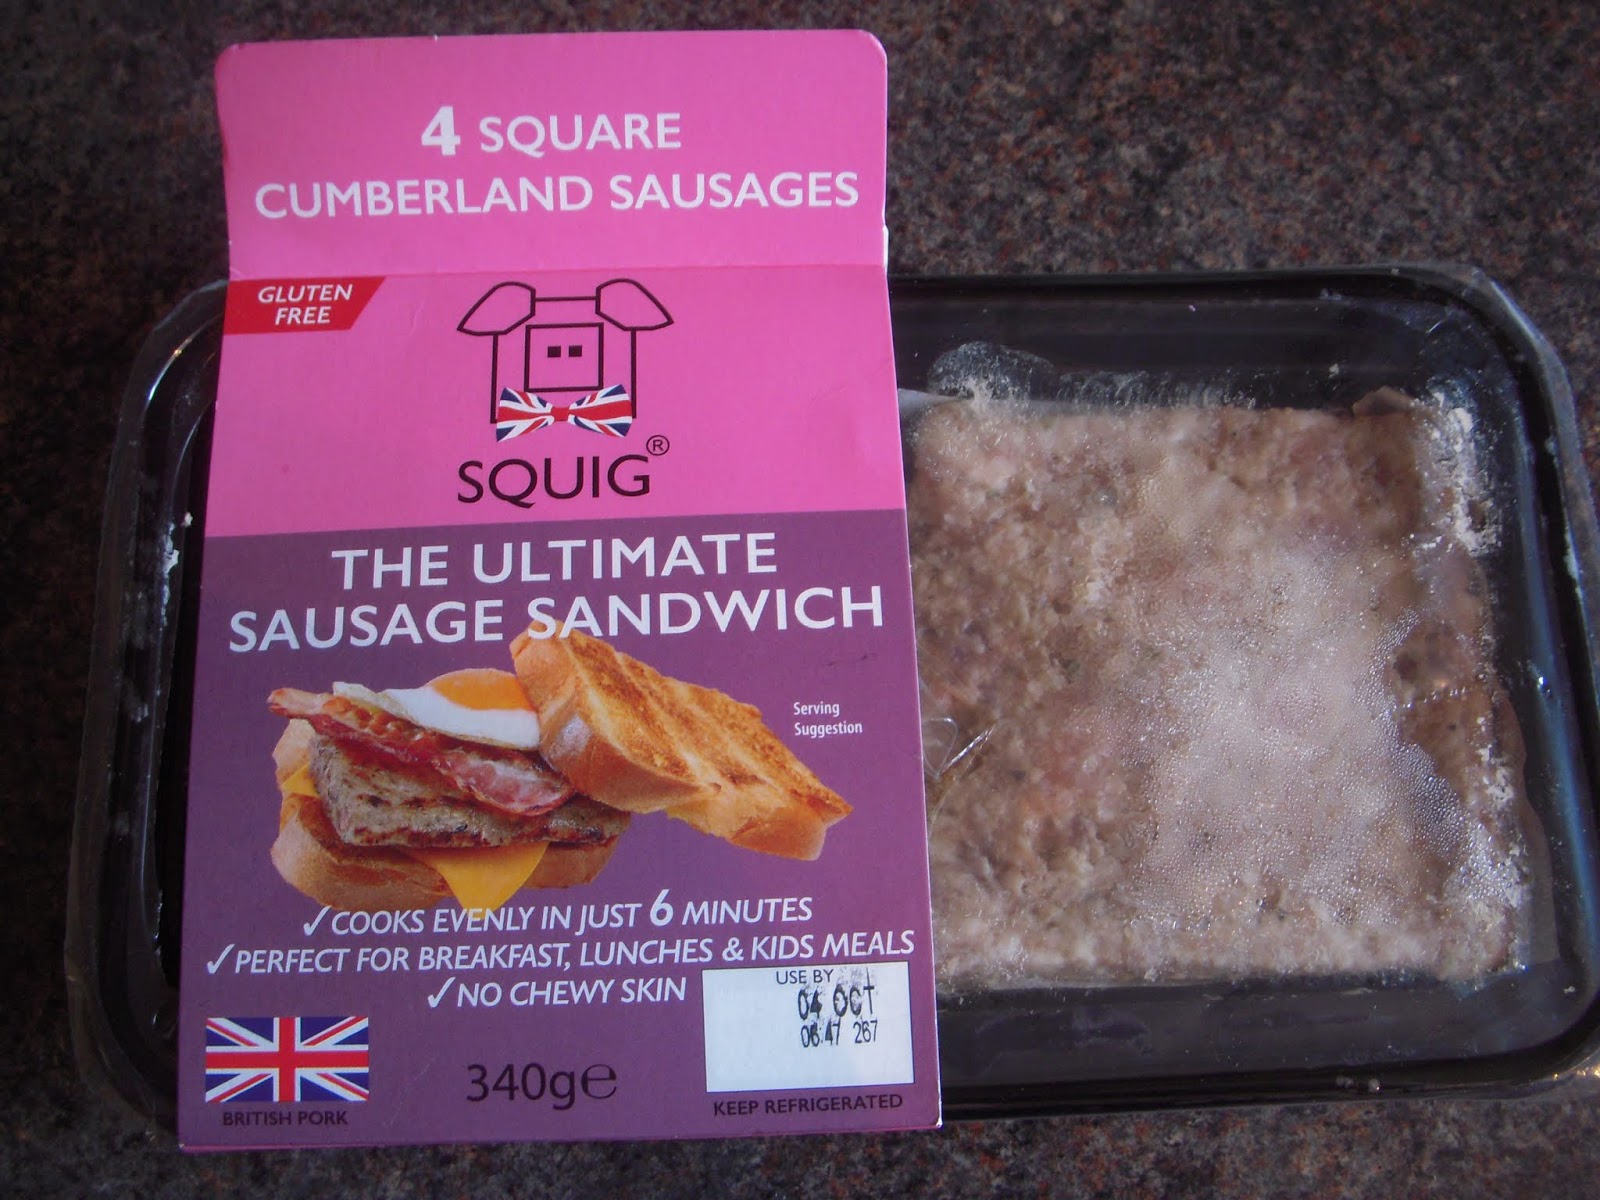 4 SQUARE
CUMBERLAND SAUSAGES
GLUTEN
FREE
SQUIG®
THE ULTIMATE
SAUSAGE SANDWICH
Serving
Suggestion
✓COOKS EVENLY IN JUST 6 MINUTES
✓PERFECT FOR BREAKFAST, LUNCHES & KIDS MEALS
✓NO CHEWY SKIN
USE BY
04 OCT
06:47 267
BRITISH PORK
340g℮
KEEP REFRIGERATED